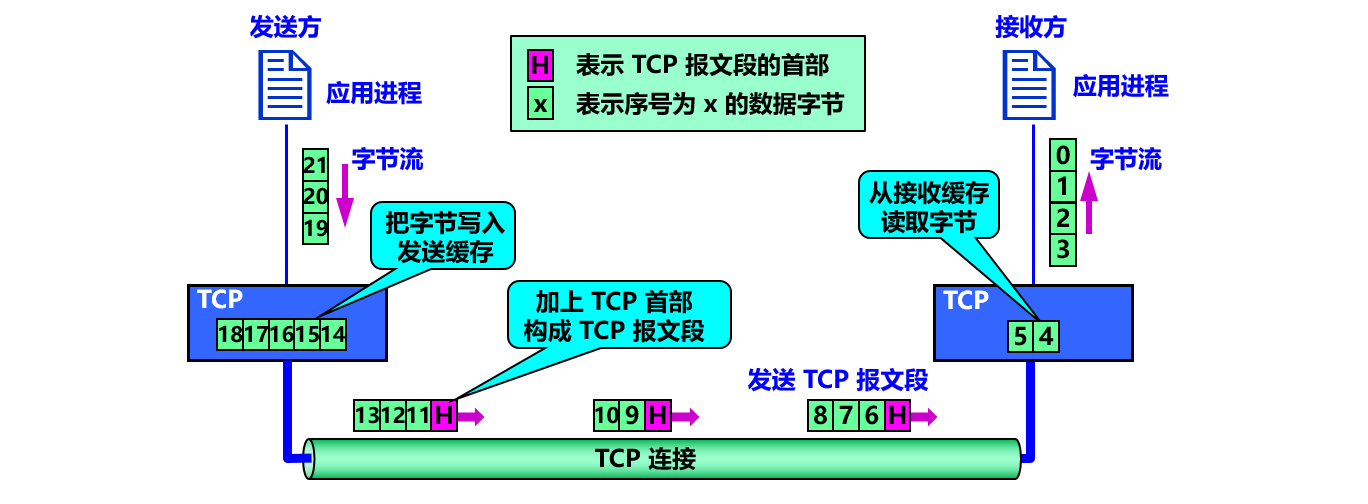 发送方
接收方
H 表示 TCP 报文段的首部
x 表示序号为 x 的数据字节
应用进程
应用进程
21
20
19
字节流
0
1
2
3
字节流
把字节写入
发送缓存
从接收缓存
读取字节
TCP
18 17 16 15 14
加上 TCP 首部
构成 TCP 报文段
TCP
5 4
发送 TCP 报文段
13 12 11 H
10 9 H
8 7 6 H
TCP 连接